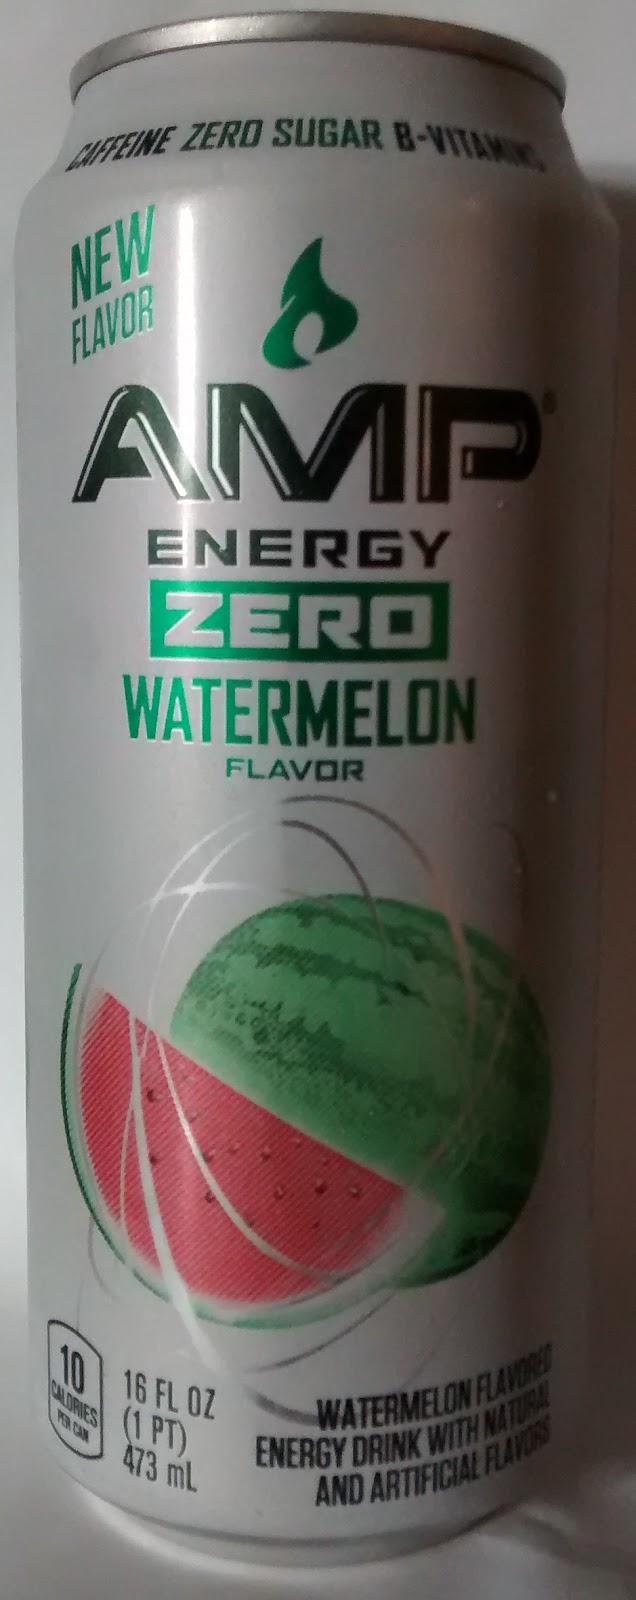 CAFFEINE ZERO SUGAR B-VITAMINS
NEW
FLAVOR
AMP®
ENERGY
ZERO
WATERMELON
FLAVOR
10
CALORIES
PER CAN
16 FL OZ
(1 PT)
473 mL
WATERMELON FLAVORED
ENERGY DRINK WITH NATURAL
AND ARTIFICIAL FLAVORS